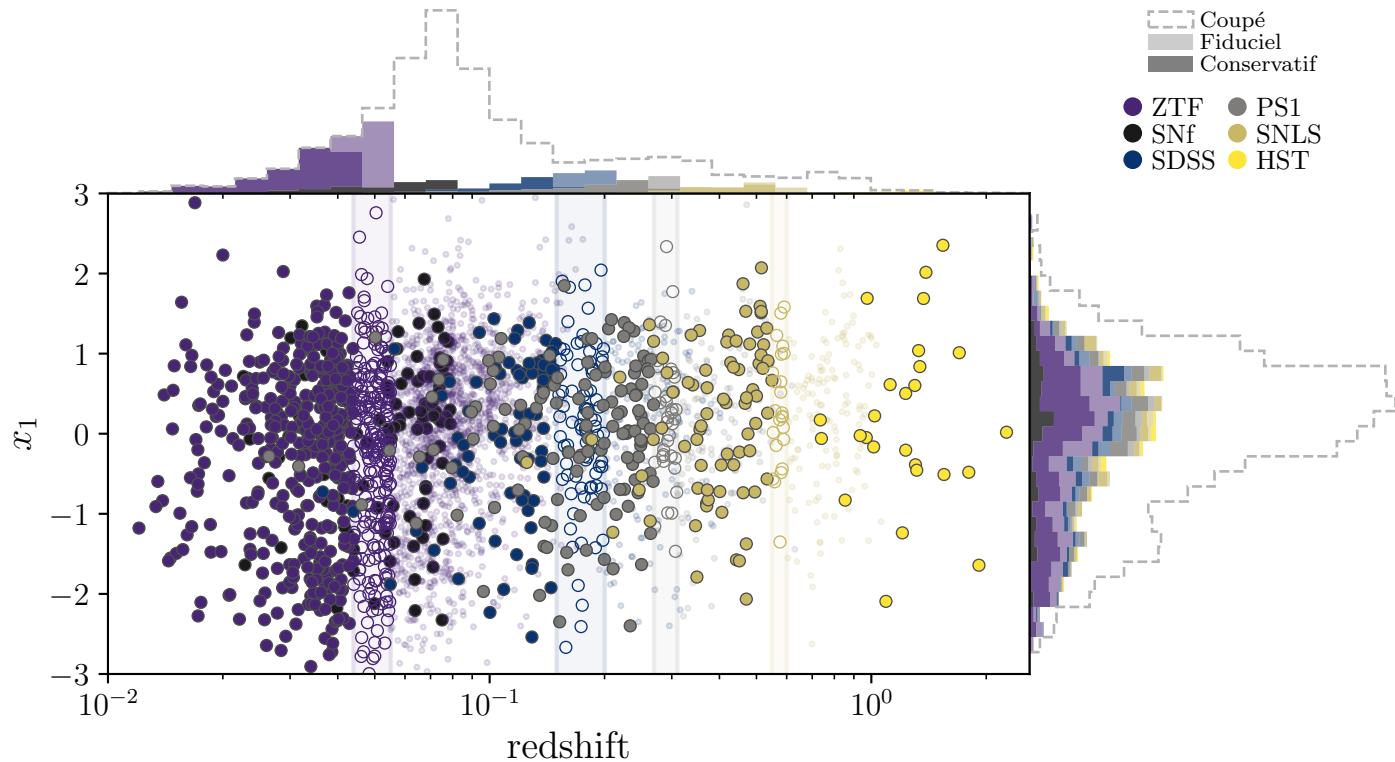 Coupé
Fiduciel
Conservatif
ZTF PS1
SNf SNLS
SDSS HST
3
2
1
0
−1
−2
−3
x₁
10⁻² 10⁻¹ 10⁰
redshift